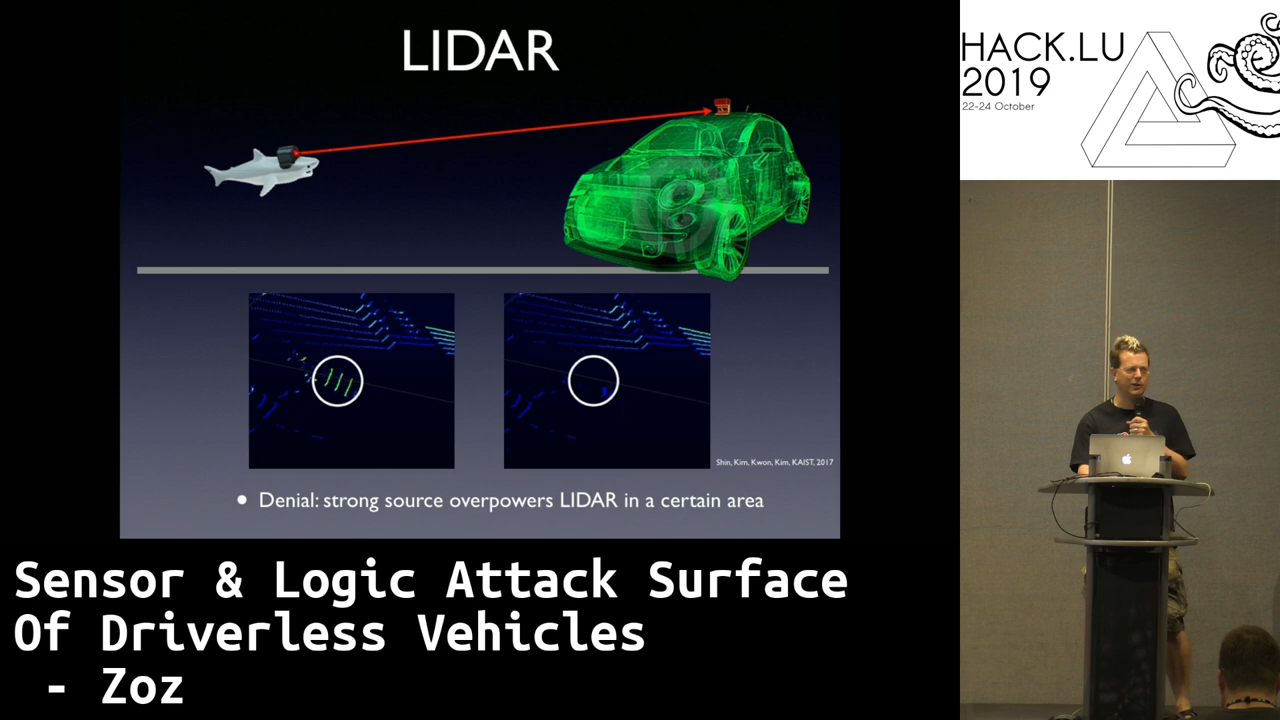 LIDAR
Shin, Kim, Kwon, Kim, KAIST, 2017
• Denial: strong source overpowers LIDAR in a certain area
HACK.LU
2019
22-24 October
Sensor & Logic Attack Surface
Of Driverless Vehicles
- Zoz